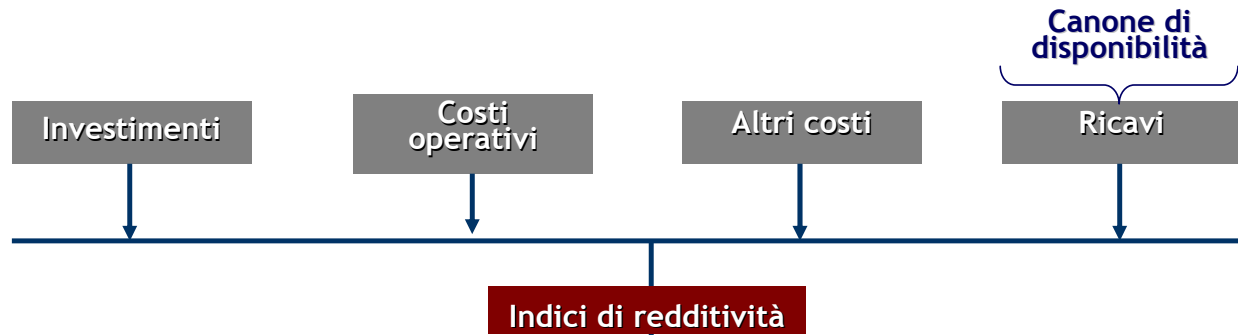 Canone di
disponibilità
Investimenti
Costi
operativi
Altri costi
Ricavi
Indici di redditività